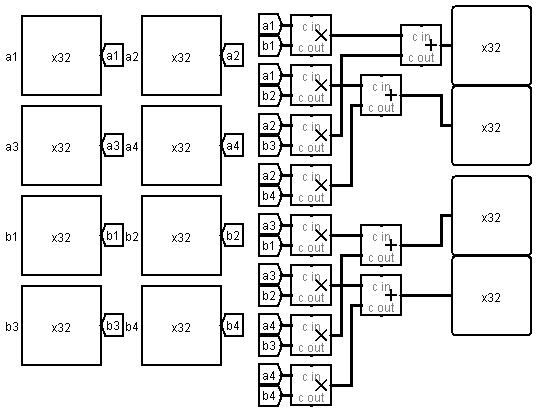 a1 x32 a1 a2 x32 a2
a3 x32 a3 a4 x32 a4
b1 x32 b1 b2 x32 b2
b3 x32 b3 b4 x32 b4
a1 c in
b1 c out ×
a1 c in
b2 c out ×
a2 c in
b3 c out ×
a2 c in
b4 c out ×
a3 c in
b1 c out ×
a3 c in
b2 c out ×
a4 c in
b3 c out ×
a4 c in
b4 c out ×
c in
c out +
c in
c out +
c in
c out +
c in
c out +
x32
x32
x32
x32